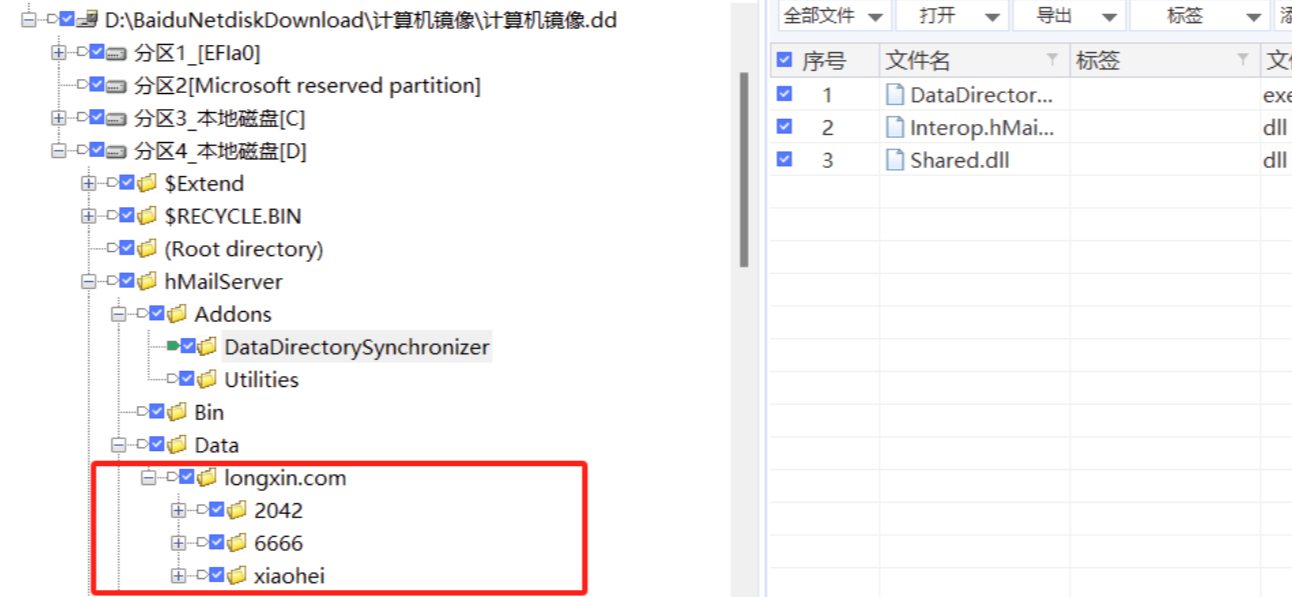 D:\BaiduNetdiskDownload\计算机镜像\计算机镜像.dd
分区1_[EFIa0]
分区2[Microsoft reserved partition]
分区3_本地磁盘[C]
分区4_本地磁盘[D]
$Extend
$RECYCLE.BIN
(Root directory)
hMailServer
Addons
DataDirectorySynchronizer
Utilities
Bin
Data
longxin.com
2042
6666
xiaohei
全部文件 打开 导出 标签
序号 文件名 标签
1 DataDirector... exe
2 Interop.hMai... dll
3 Shared.dll dll